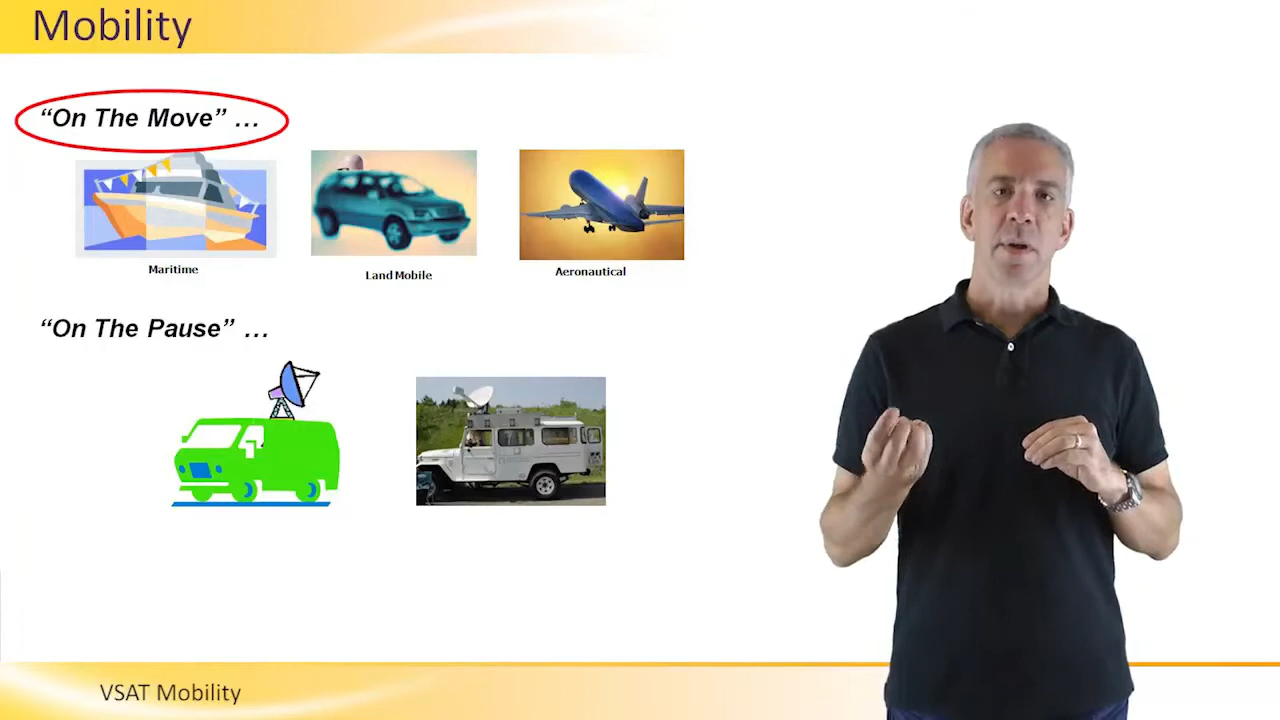 Mobility
“On The Move” …
Maritime
Land Mobile
Aeronautical
“On The Pause” …
VSAT Mobility